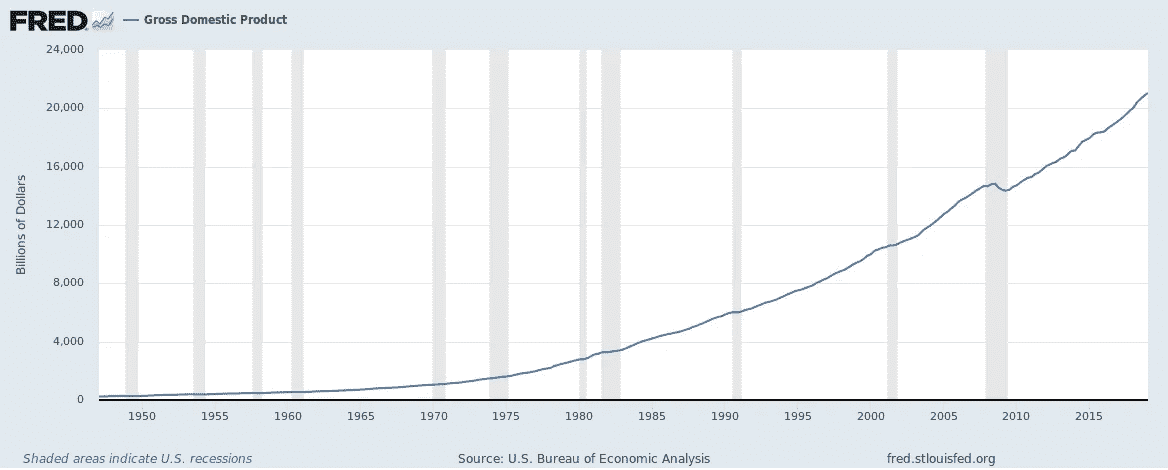 FRED — Gross Domestic Product
24,000
20,000
16,000
12,000
8,000
4,000
0
Billions of Dollars
1950 1955 1960 1965 1970 1975 1980 1985 1990 1995 2000 2005 2010 2015
Shaded areas indicate U.S. recessions Source: U.S. Bureau of Economic Analysis fred.stlouisfed.org